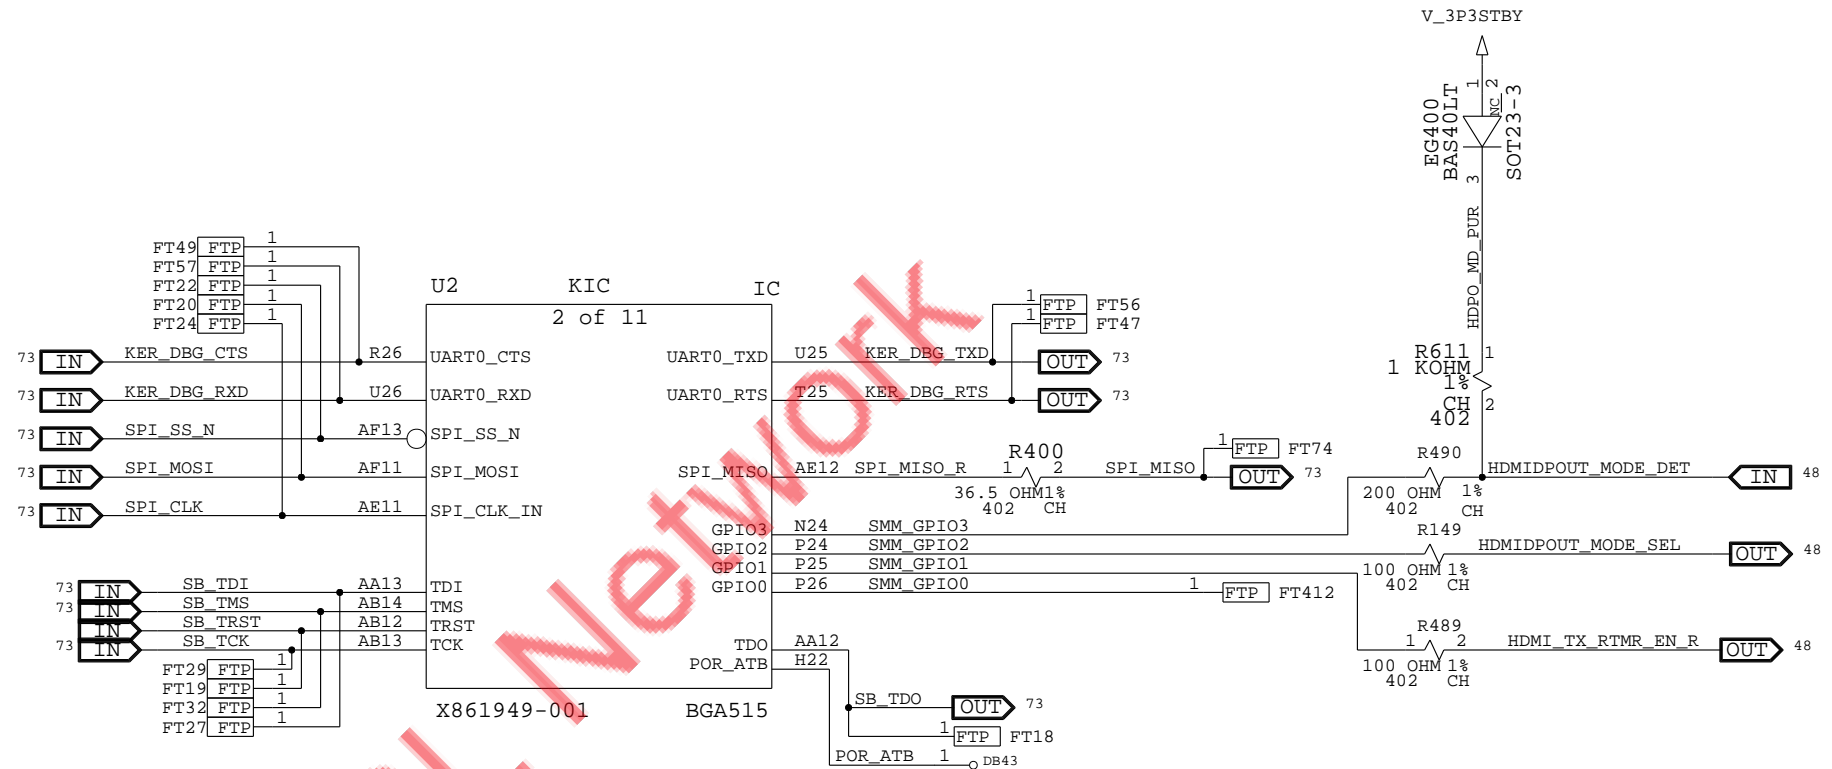 V_3P3STBY
1
NC 2
EG400
BAS40LT
SOT23-3
3
HDPO_MD_PUR
R611 1
1 KOHM
1%
CH 2
402
FT49 FTP 1
FT57 FTP 1
FT22 FTP 1
FT20 FTP 1
FT24 FTP 1
U2 KIC IC
2 of 11
1 FTP FT56
1 FTP FT47
73 IN KER_DBG_CTS R26 UART0_CTS
UART0_TXD U25 KER_DBG_TXD OUT 73
73 IN KER_DBG_RXD U26 UART0_RXD
UART0_RTS T25 KER_DBG_RTS OUT 73
73 IN SPI_SS_N AF13 SPI_SS_N
1 FTP FT74
73 IN SPI_MOSI AF11 SPI_MOSI
SPI_MISO AE12 SPI_MISO_R 1 R400 2 SPI_MISO OUT 73
36.5 OHM 1%
402 CH
R490 HDMIDPOUT_MODE_DET IN 48
200 OHM 1%
402 CH
73 IN SPI_CLK AE11 SPI_CLK_IN
GPIO3 N24 SMM_GPIO3
GPIO2 P24 SMM_GPIO2
R149 HDMIDPOUT_MODE_SEL OUT 48
100 OHM 1%
402 CH
GPIO1 P25 SMM_GPIO1
GPIO0 P26 SMM_GPIO0 1 FTP FT412
73 IN SB_TDI AA13 TDI
73 IN SB_TMS AB14 TMS
IN SB_TRST AB12 TRST
73 IN SB_TCK AB13 TCK
R489
1 2 HDMI_TX_RTMR_EN_R OUT 48
100 OHM 1%
402 CH
TDO AA12
POR_ATB H22
FT29 FTP 1
FT19 FTP 1
FT32 FTP 1
FT27 FTP 1
X861949-001 BGA515
SB_TDO OUT 73
1 FTP FT18
POR_ATB 1 DB43
Network